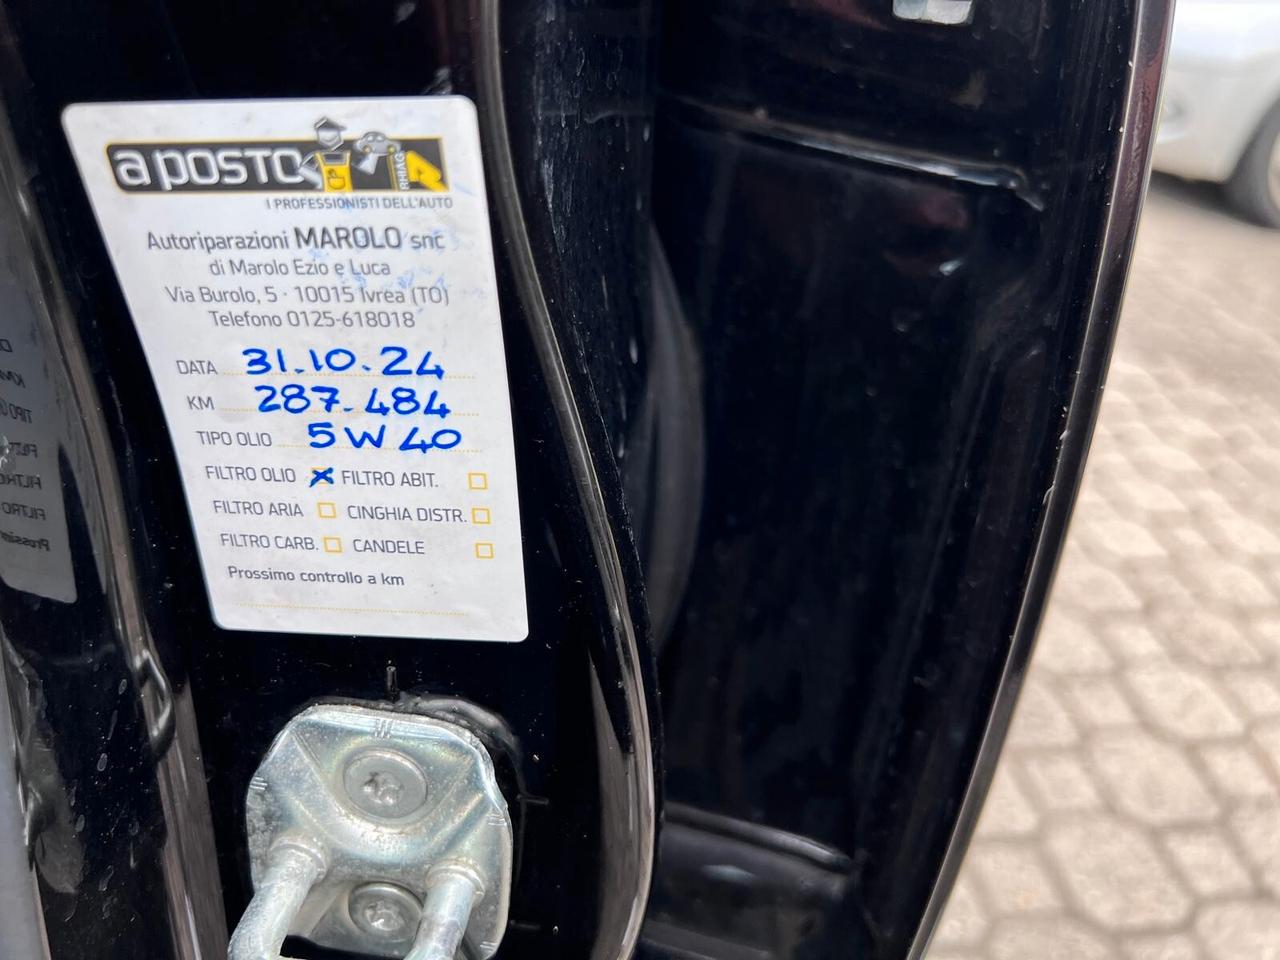 a POSTO
RHIAG
I PROFESSIONISTI DELL'AUTO
Autoriparazioni MAROLO snc
di Marolo Ezio e Luca
Via Burolo, 5 · 10015 Ivrea (TO)
Telefono 0125-618018
DATA 31.10.24
KM 287.484
TIPO OLIO 5W40
FILTRO OLIO X FILTRO ABIT.
FILTRO ARIA CINGHIA DISTR.
FILTRO CARB. CANDELE
Prossimo controllo a km